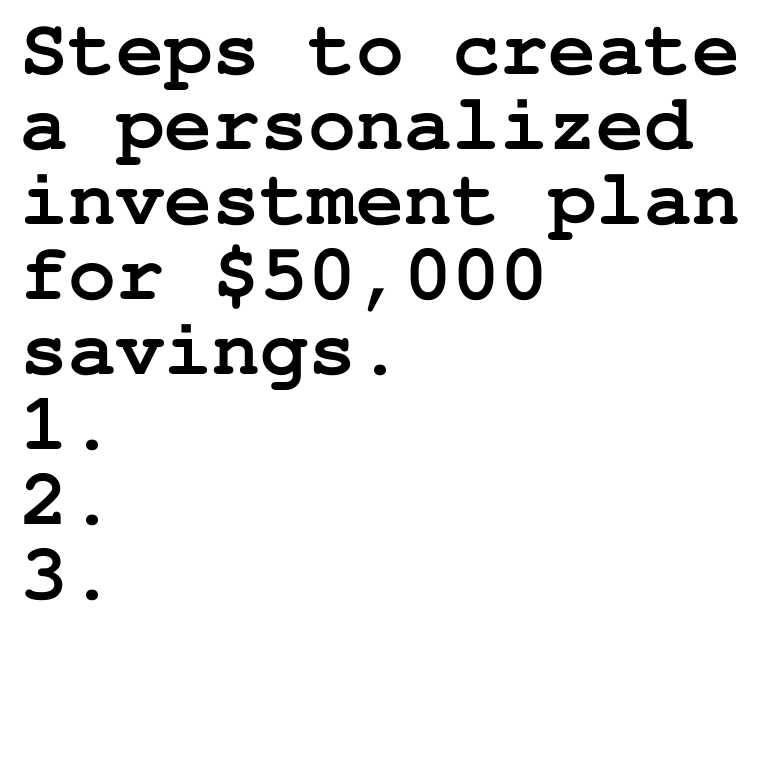 Steps to create
a personalized
investment plan
for $50,000
savings.
1.
2.
3.